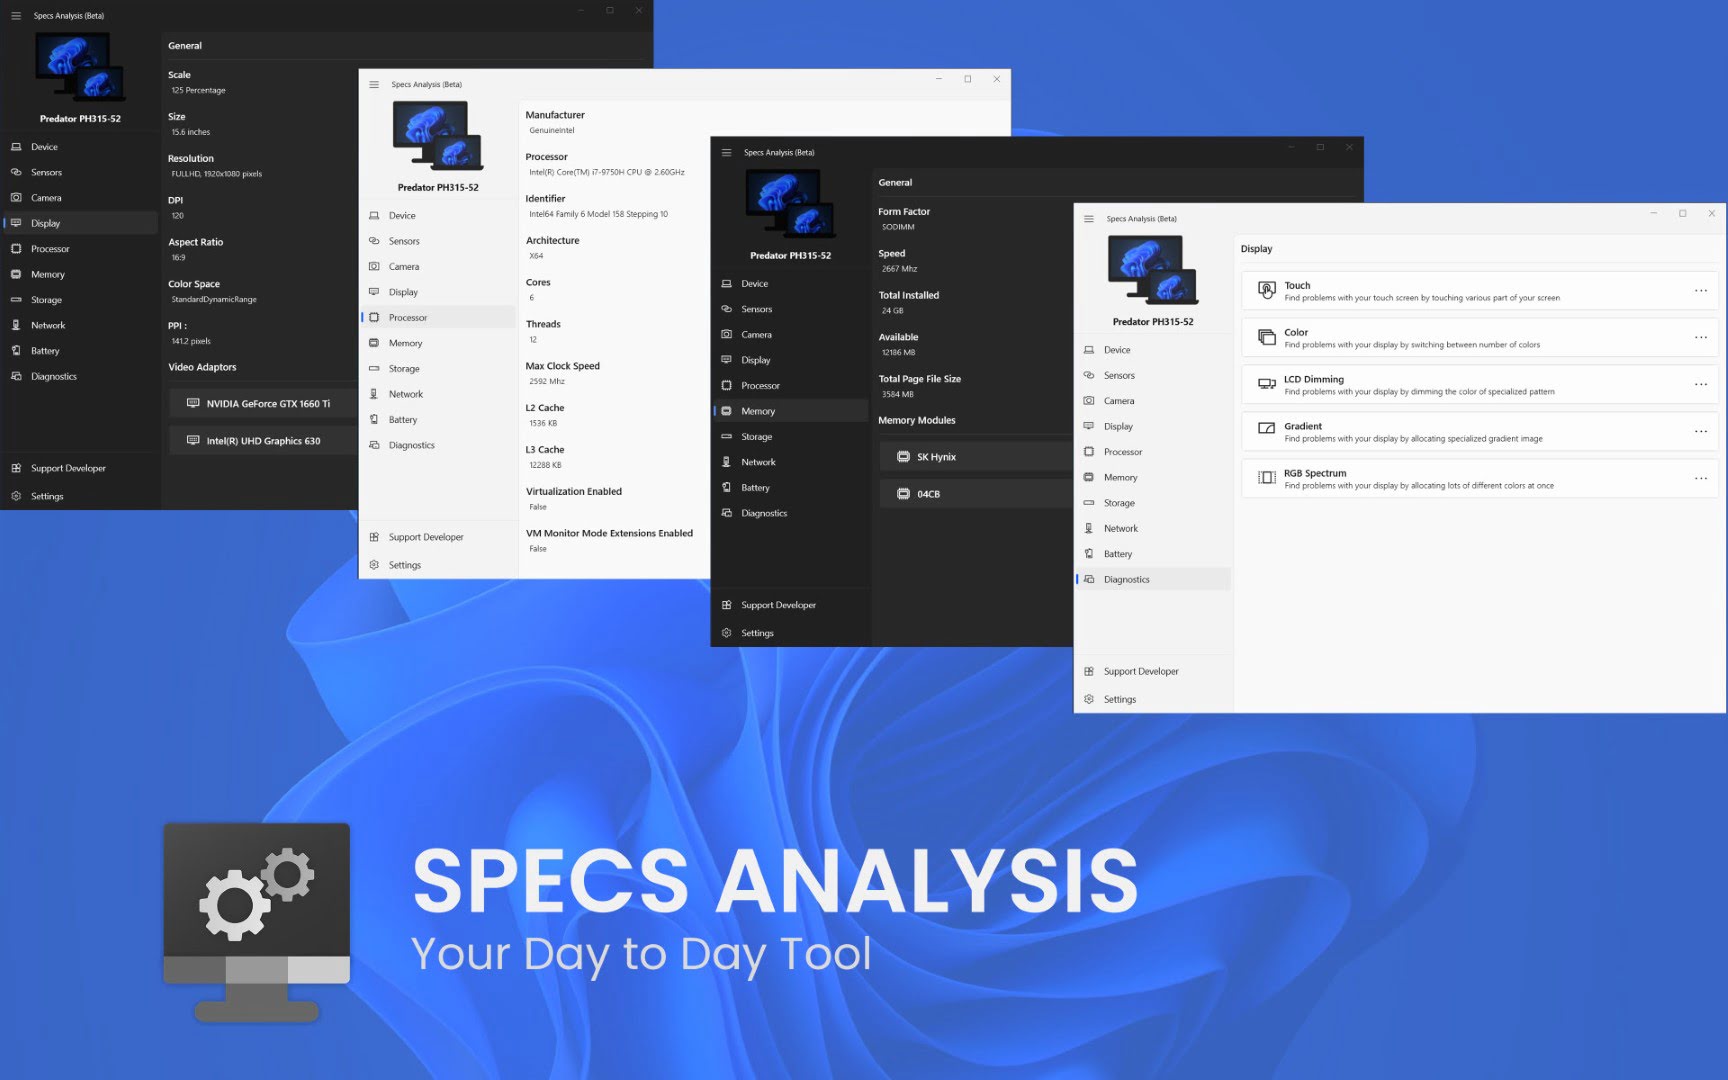 Specs Analysis (Beta)
Predator PH315-52
Device
Sensors
Camera
Display
Processor
Memory
Storage
Network
Battery
Diagnostics
Support Developer
Settings
General
Scale
125 Percentage
Size
15.6 inches
Resolution
FULLHD, 1920x1080 pixels
DPI
120
Aspect Ratio
16:9
Color Space
StandardDynamicRange
PPI :
141.2 pixels
Video Adaptors
NVIDIA GeForce GTX 1660 Ti
Intel(R) UHD Graphics 630
Specs Analysis (Beta)
Predator PH315-52
Device
Sensors
Camera
Display
Processor
Memory
Storage
Network
Battery
Diagnostics
Support Developer
Settings
Manufacturer
GenuineIntel
Processor
Intel(R) Core(TM) i7-9750H CPU @ 2.60GHz
Identifier
Intel64 Family 6 Model 158 Stepping 10
Architecture
X64
Cores
6
Threads
12
Max Clock Speed
2592 Mhz
L2 Cache
1536 KB
L3 Cache
12288 KB
Virtualization Enabled
False
VM Monitor Mode Extensions Enabled
False
Specs Analysis (Beta)
Predator PH315-52
Device
Sensors
Camera
Display
Processor
Memory
Storage
Network
Battery
Diagnostics
Support Developer
Settings
General
Form Factor
SODIMM
Speed
2667 Mhz
Total Installed
24 GB
Available
12186 MB
Total Page File Size
3584 MB
Memory Modules
SK Hynix
04CB
Specs Analysis (Beta)
Predator PH315-52
Device
Sensors
Camera
Display
Processor
Memory
Storage
Network
Battery
Diagnostics
Support Developer
Settings
Display
Touch
Find problems with your touch screen by touching various part of your screen
Color
Find problems with your display by switching between number of colors
LCD Dimming
Find problems with your display by dimming the color of specialized pattern
Gradient
Find problems with your display by allocating specialized gradient image
RGB Spectrum
Find problems with your display by allocating lots of different colors at once
SPECS ANALYSIS
Your Day to Day Tool